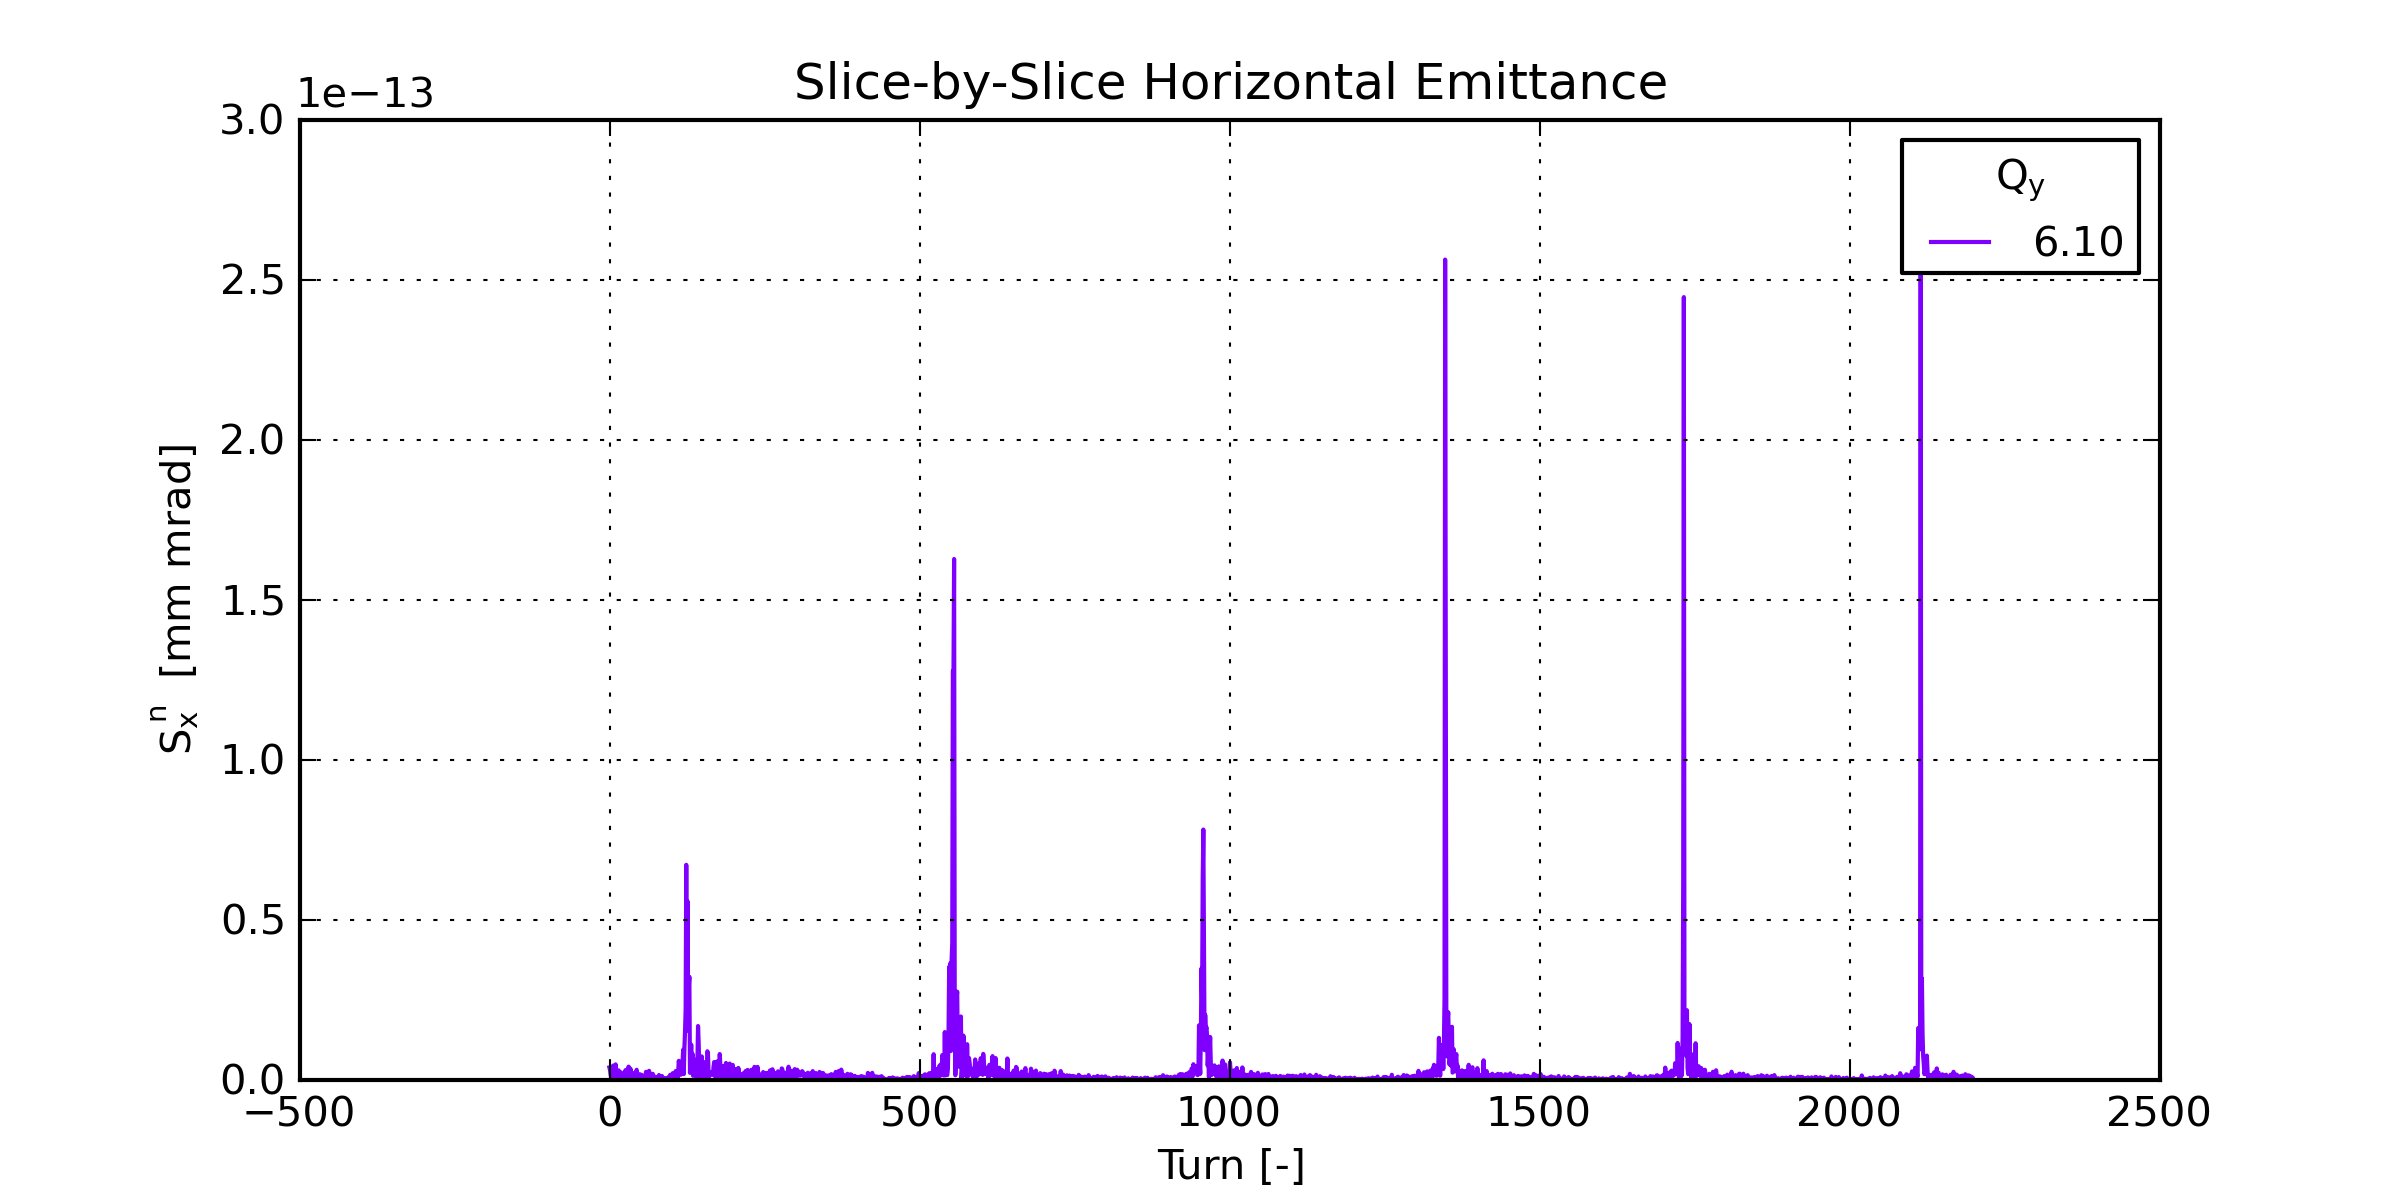 Slice-by-Slice Horizontal Emittance
1e−13
3.0
2.5
2.0
1.5
1.0
0.5
0.0
S_x^n [mm mrad]
Q_y
6.10
−500 0 500 1000 1500 2000 2500
Turn [-]